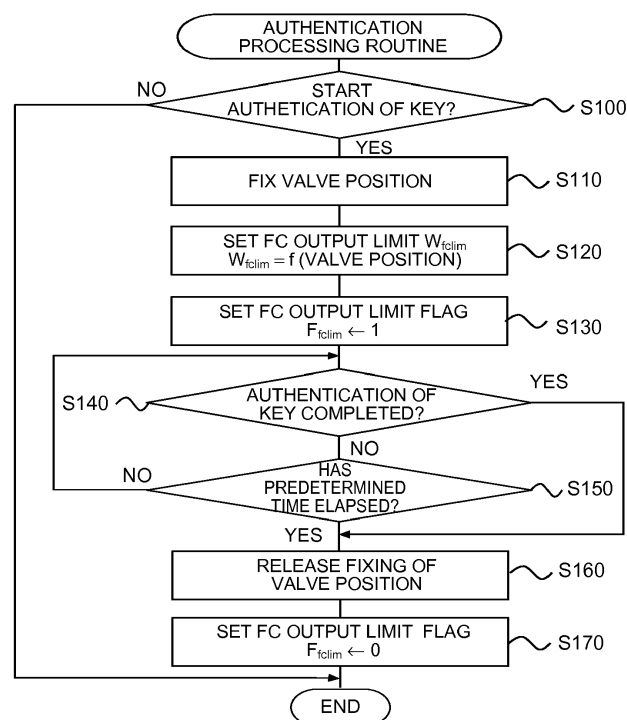 AUTHENTICATION
PROCESSING ROUTINE
NO
START
AUTHETICATION OF KEY?
S100
YES
FIX VALVE POSITION
S110
SET FC OUTPUT LIMIT Wfclim
Wfclim = f (VALVE POSITION)
S120
SET FC OUTPUT LIMIT FLAG
Ffclim ← 1
S130
S140
AUTHENTICATION OF
KEY COMPLETED?
YES
NO
NO
HAS
PREDETERMINED
TIME ELAPSED?
S150
YES
RELEASE FIXING OF
VALVE POSITION
S160
SET FC OUTPUT LIMIT FLAG
Ffclim ← 0
S170
END